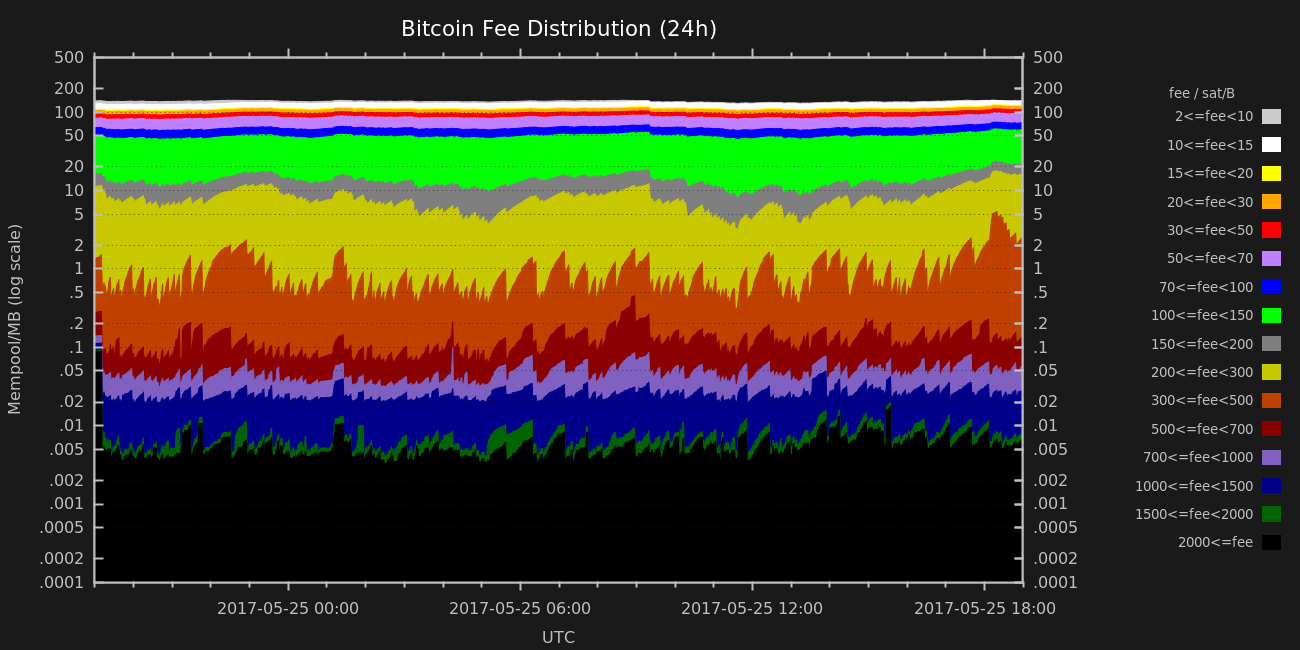 Bitcoin Fee Distribution (24h)
Mempool/MB (log scale)
500
200
100
50
20
10
5
2
1
.5
.2
.1
.05
.02
.01
.005
.002
.001
.0005
.0002
.0001
500
200
100
50
20
10
5
2
1
.5
.2
.1
.05
.02
.01
.005
.002
.001
.0005
.0002
.0001
2017-05-25 00:00
2017-05-25 06:00
2017-05-25 12:00
2017-05-25 18:00
UTC
fee / sat/B
2<=fee<10
10<=fee<15
15<=fee<20
20<=fee<30
30<=fee<50
50<=fee<70
70<=fee<100
100<=fee<150
150<=fee<200
200<=fee<300
300<=fee<500
500<=fee<700
700<=fee<1000
1000<=fee<1500
1500<=fee<2000
2000<=fee